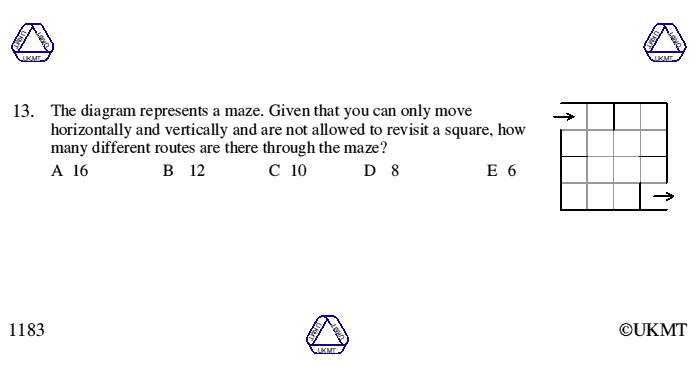 UKMT UKMT UKMT
UKMT UKMT UKMT
13. The diagram represents a maze. Given that you can only move
horizontally and vertically and are not allowed to revisit a square, how
many different routes are there through the maze?
A 16 B 12 C 10 D 8 E 6
1183
UKMT UKMT UKMT
©UKMT